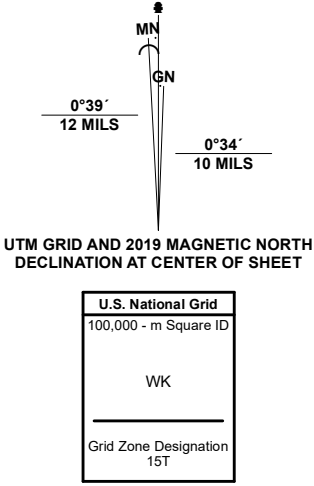 MN
GN
0°39´
12 MILS
0°34´
10 MILS
UTM GRID AND 2019 MAGNETIC NORTH
DECLINATION AT CENTER OF SHEET
U.S. National Grid
100,000 - m Square ID
WK
Grid Zone Designation
15T